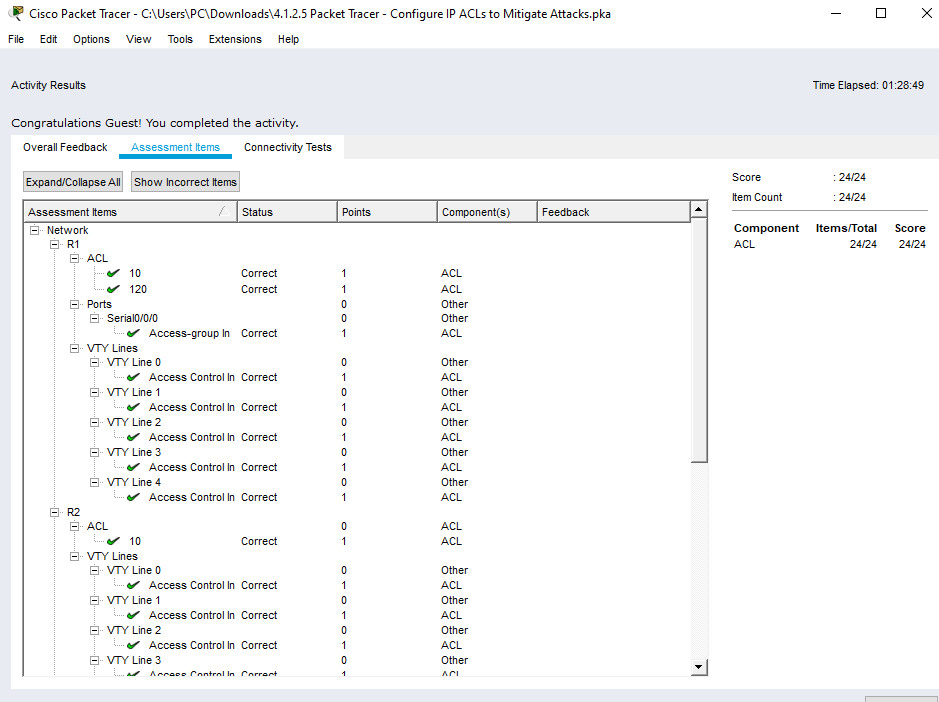 Cisco Packet Tracer - C:\Users\PC\Downloads\4.1.2.5 Packet Tracer - Configure IP ACLs to Mitigate Attacks.pka
File Edit Options View Tools Extensions Help
Activity Results Time Elapsed: 01:28:49
Congratulations Guest! You completed the activity.
Overall Feedback Assessment Items Connectivity Tests
Expand/Collapse All Show Incorrect Items
Assessment Items Status Points Component(s) Feedback
Network
R1
ACL
10 Correct 1 ACL
120 Correct 1 ACL
Ports 0 Other
Serial0/0/0 0 Other
Access-group In Correct 1 ACL
VTY Lines
VTY Line 0 0 Other
Access Control In Correct 1 ACL
VTY Line 1 0 Other
Access Control In Correct 1 ACL
VTY Line 2 0 Other
Access Control In Correct 1 ACL
VTY Line 3 0 Other
Access Control In Correct 1 ACL
VTY Line 4 0 Other
Access Control In Correct 1 ACL
R2
ACL 0 ACL
10 Correct 1 ACL
VTY Lines
VTY Line 0 0 Other
Access Control In Correct 1 ACL
VTY Line 1 0 Other
Access Control In Correct 1 ACL
VTY Line 2 0 Other
Access Control In Correct 1 ACL
VTY Line 3 0 Other
Access Control In Correct 1 ACL
Score : 24/24
Item Count : 24/24
Component Items/Total Score
ACL 24/24 24/24